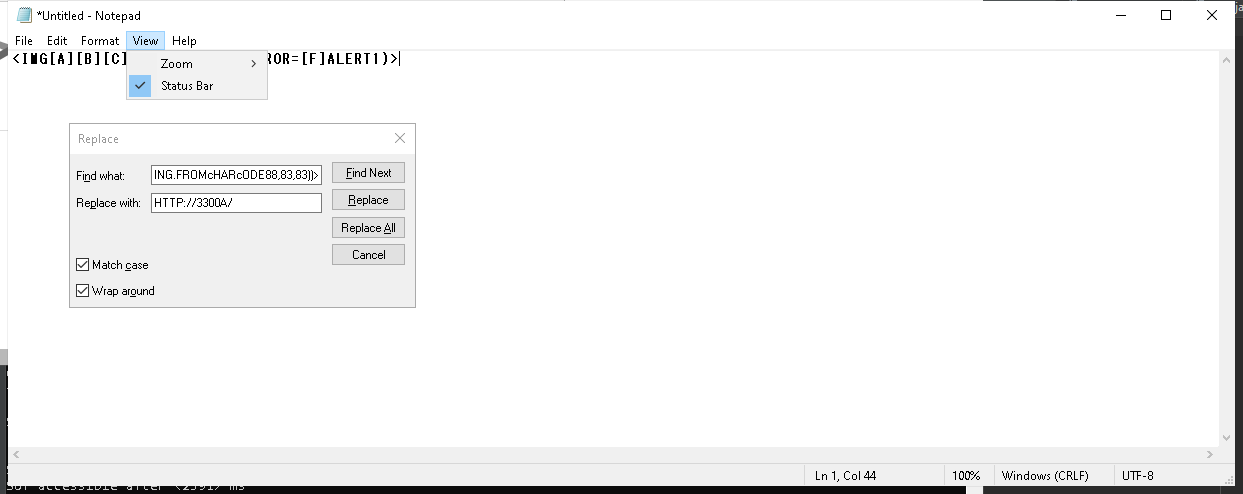 *Untitled - Notepad
File Edit Format View Help
<IMG[A][B][C] ROR=[F]ALERT1)>
Zoom
Status Bar
Replace
Find what: ING.FROMcHARcODE88,83,83))> Find Next
Replace with: HTTP://3300A/ Replace
Replace All
Cancel
Match case
Wrap around
Ln 1, Col 44 100% Windows (CRLF) UTF-8
accessible after <2391> ms